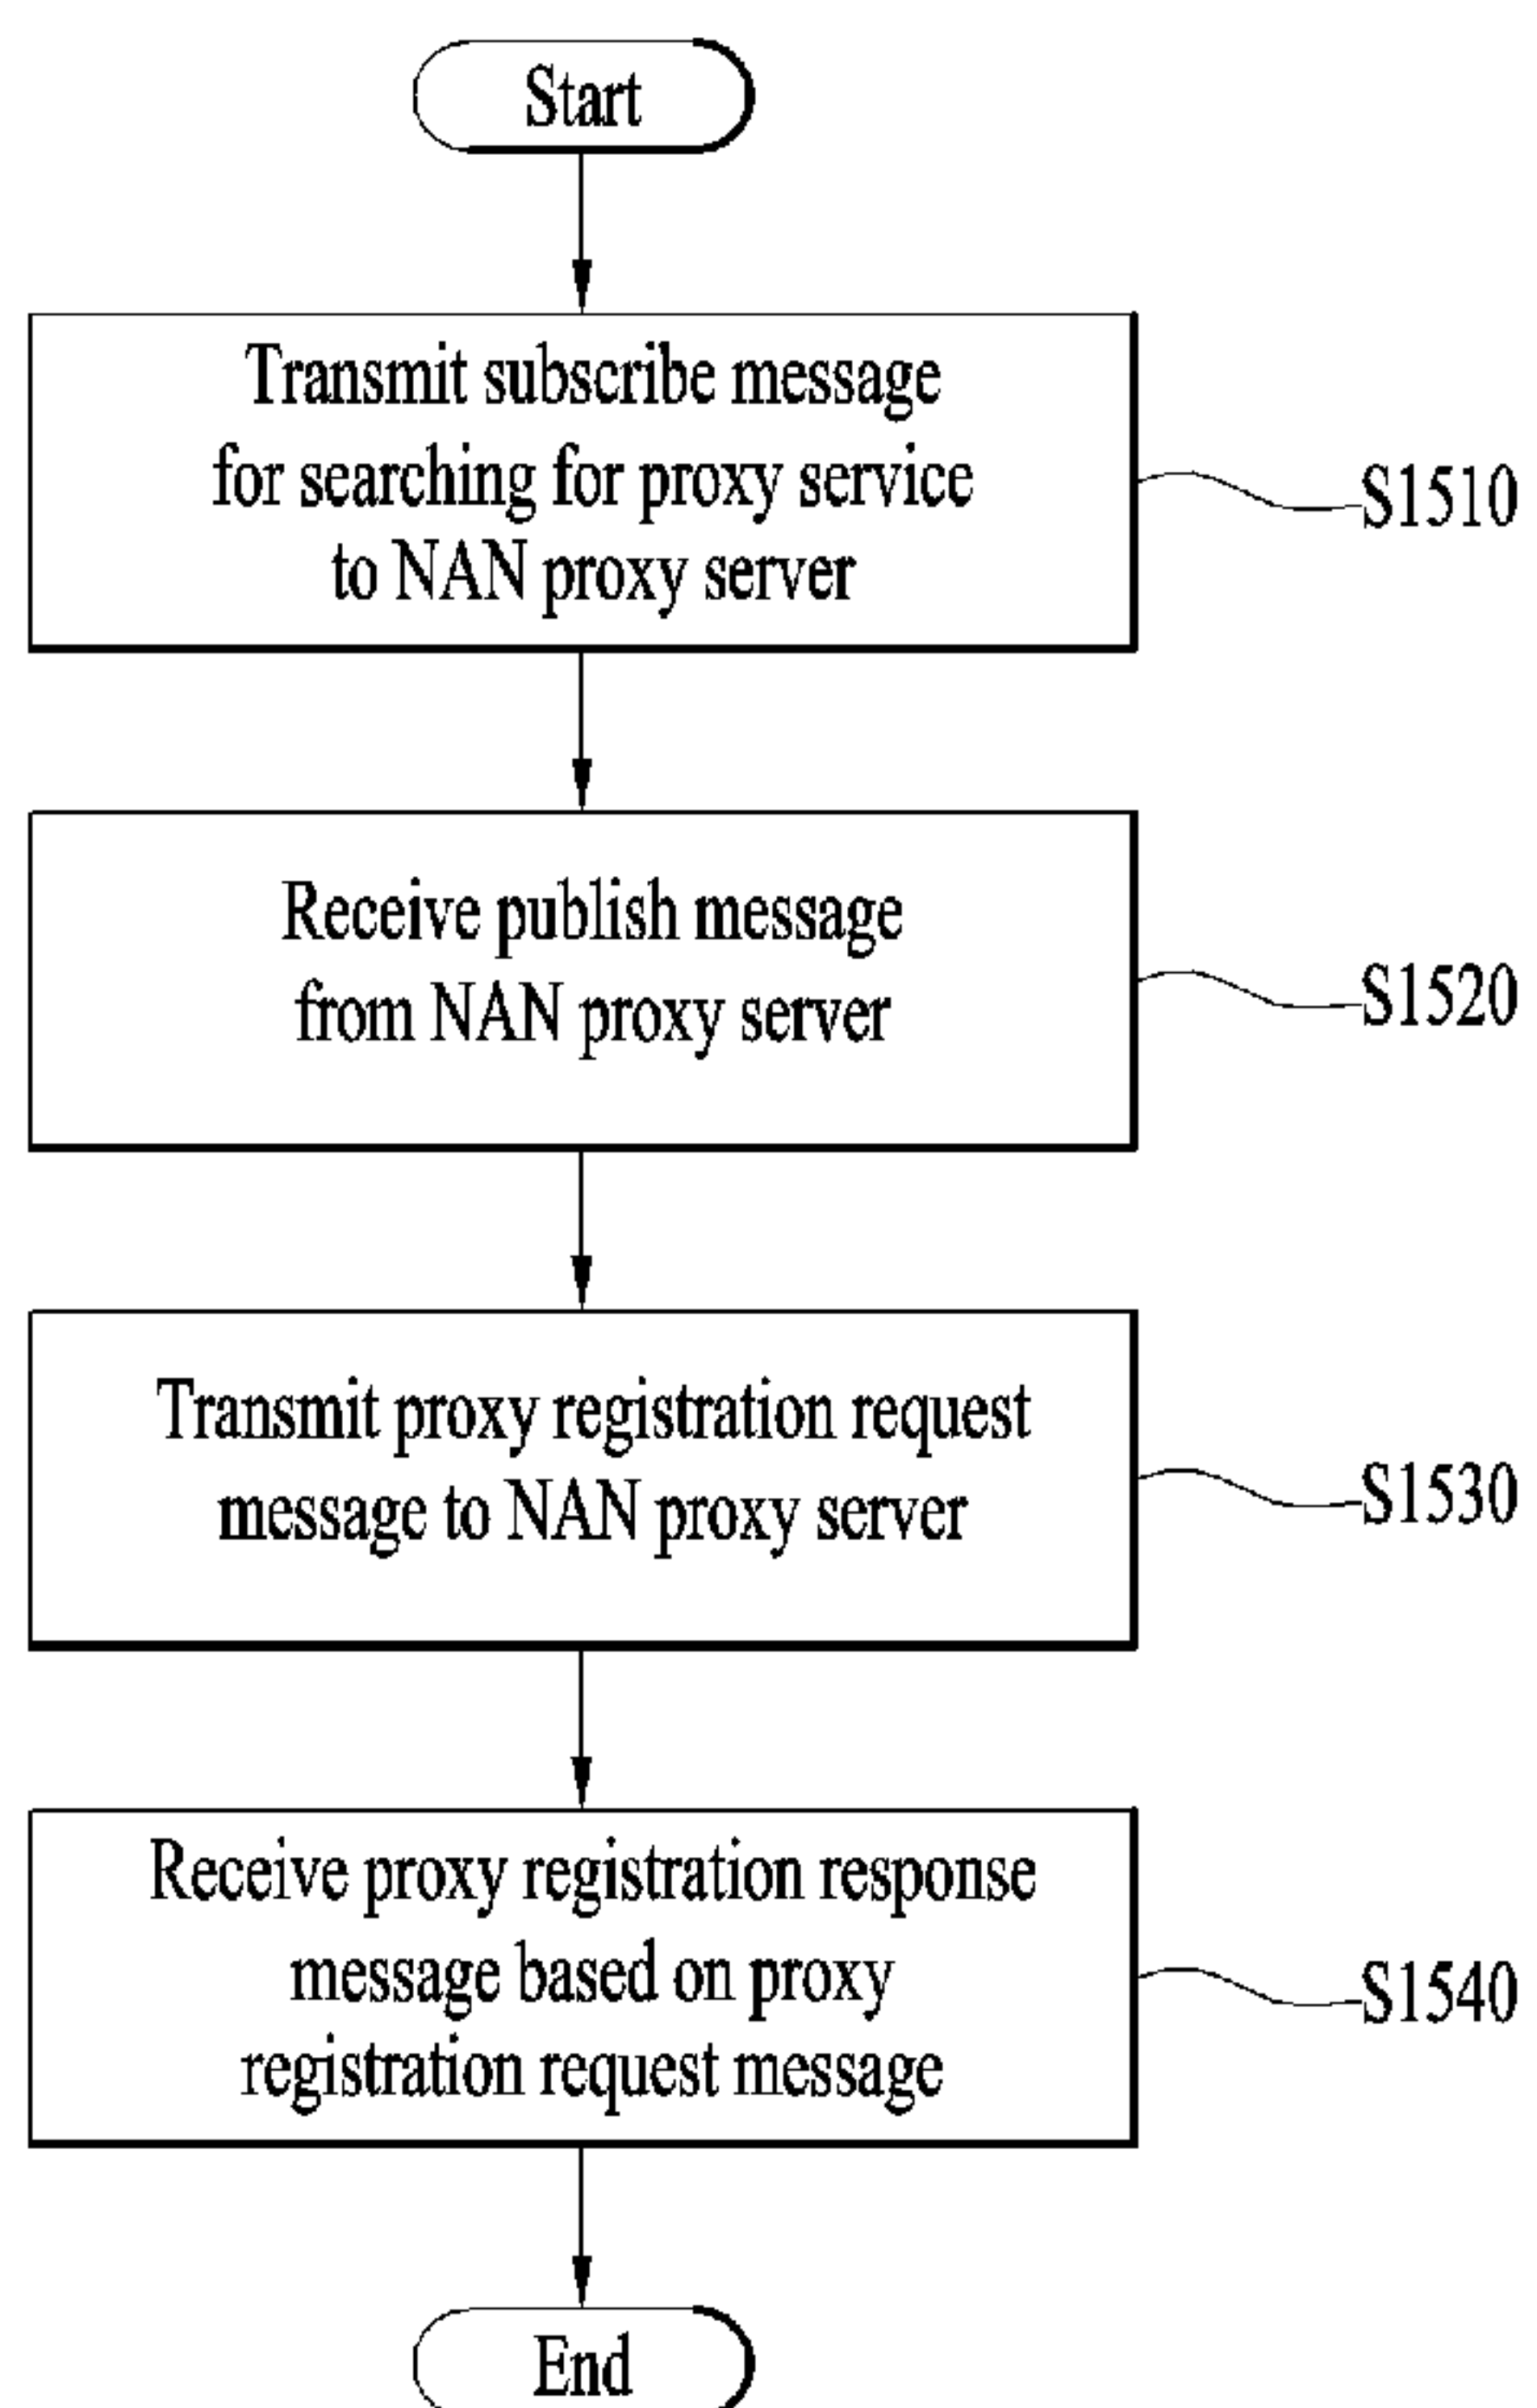 Start
Transmit subscribe message
for searching for proxy service
to NAN proxy server
S1510
Receive publish message
from NAN proxy server
S1520
Transmit proxy registration request
message to NAN proxy server
S1530
Receive proxy registration response
message based on proxy
registration request message
S1540
End